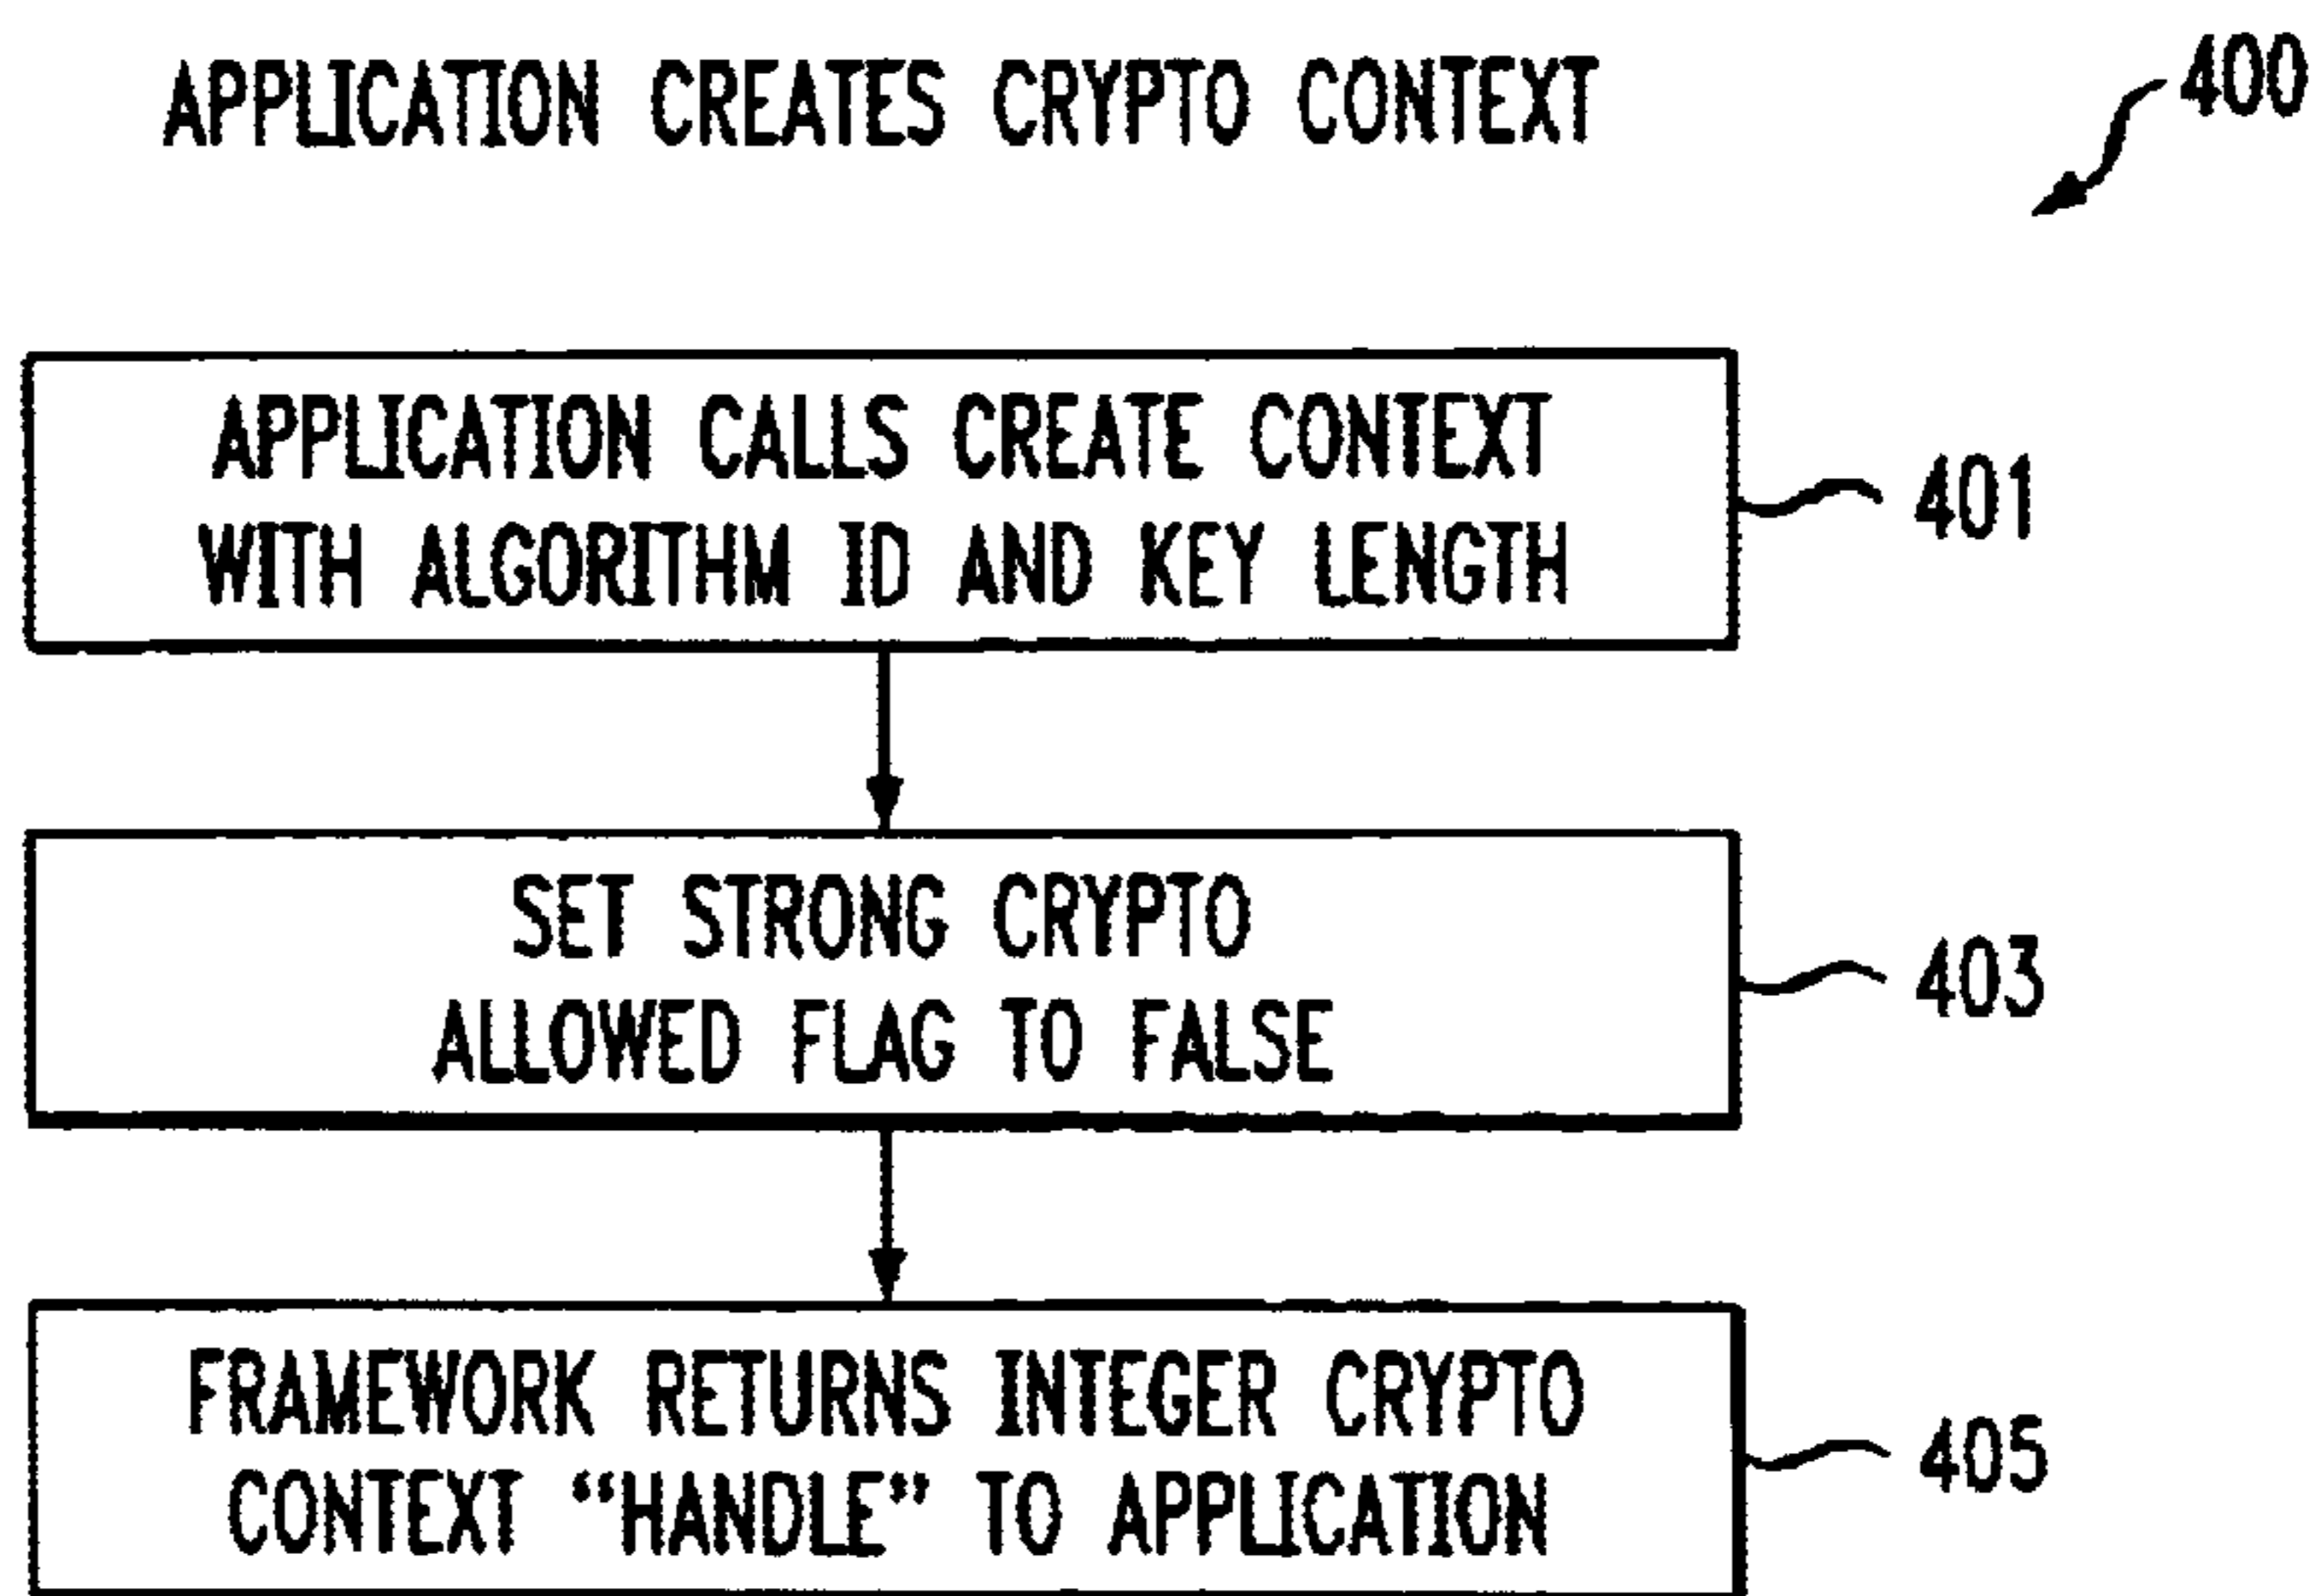 APPLICATION CREATES CRYPTO CONTEXT
400
APPLICATION CALLS CREATE CONTEXT
WITH ALGORITHM ID AND KEY LENGTH
401
SET STRONG CRYPTO
ALLOWED FLAG TO FALSE
403
FRAMEWORK RETURNS INTEGER CRYPTO
CONTEXT “HANDLE” TO APPLICATION
405